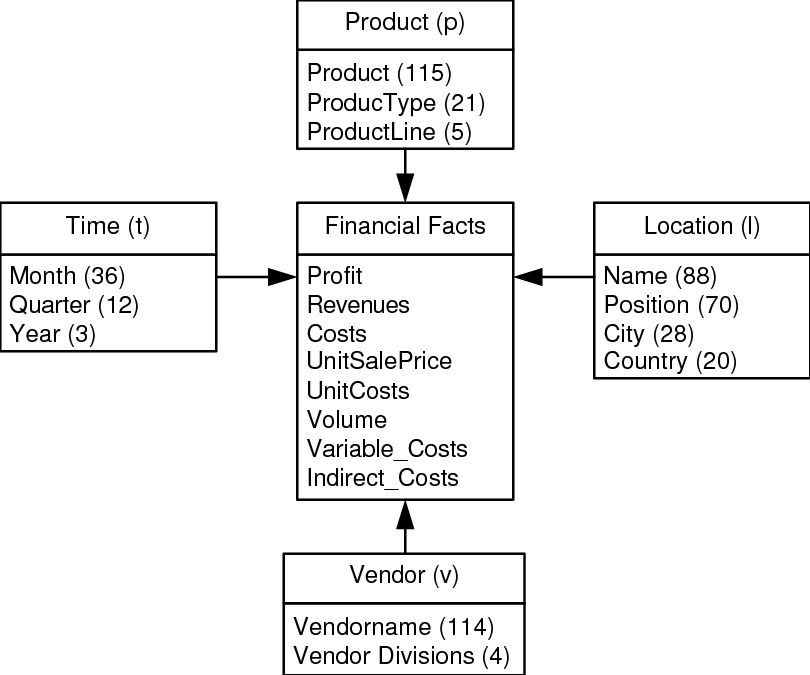 Product (p)
Product (115)
ProducType (21)
ProductLine (5)
Time (t)
Month (36)
Quarter (12)
Year (3)
Financial Facts
Profit
Revenues
Costs
UnitSalePrice
UnitCosts
Volume
Variable_Costs
Indirect_Costs
Location (l)
Name (88)
Position (70)
City (28)
Country (20)
Vendor (v)
Vendorname (114)
Vendor Divisions (4)